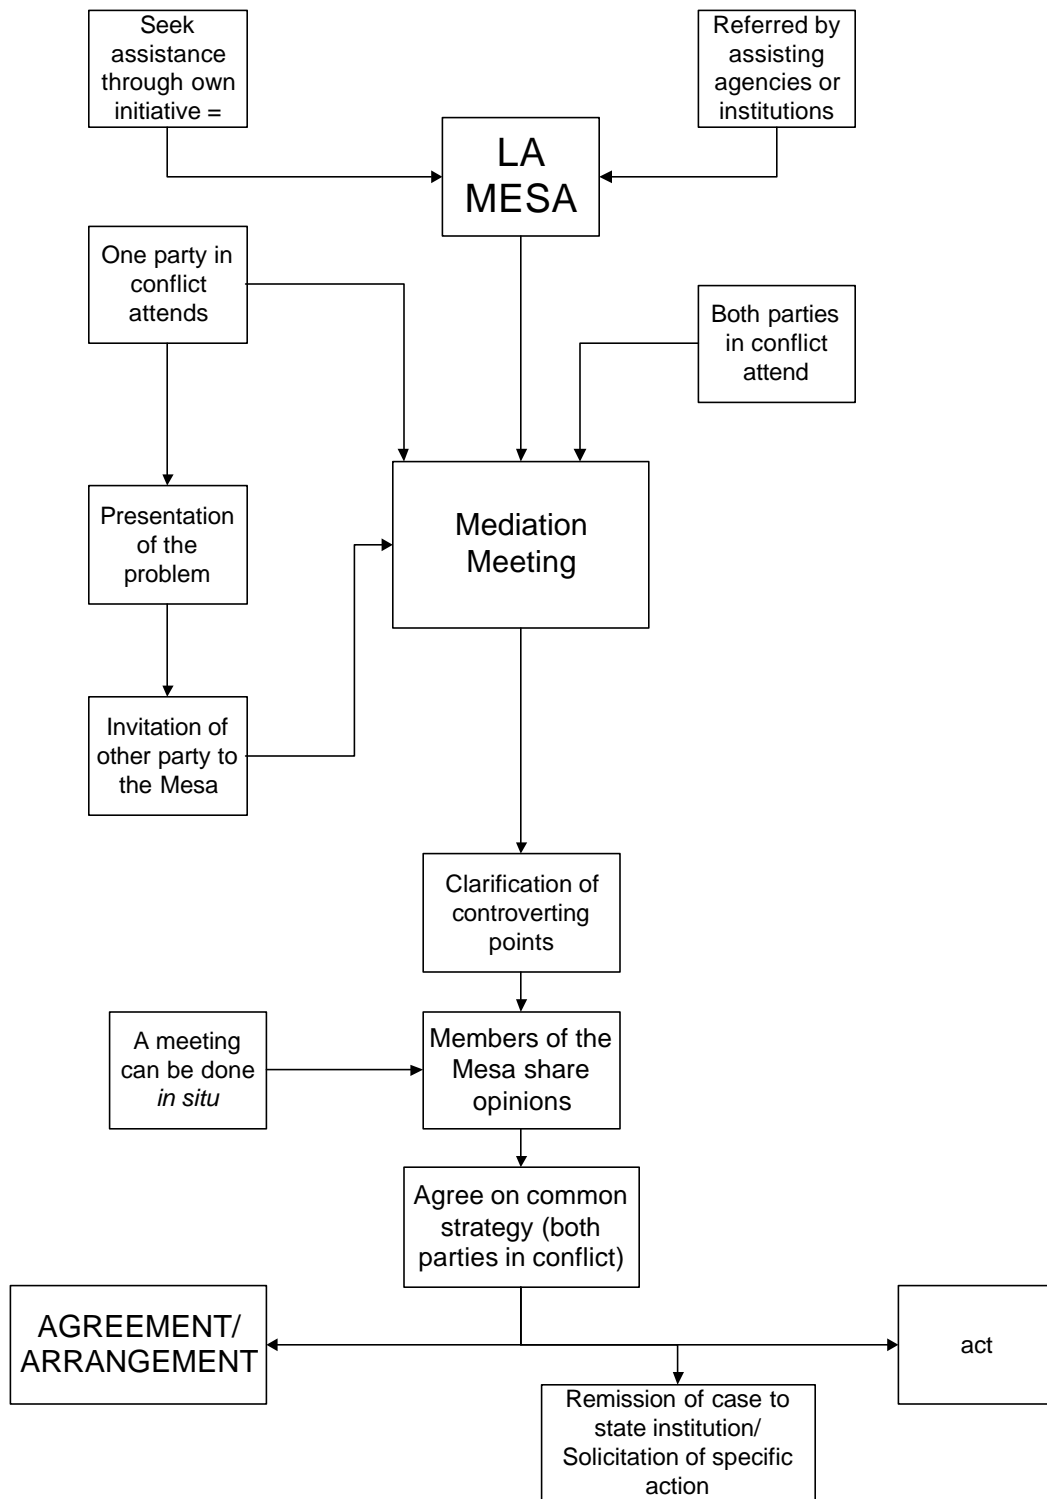 Seek
assistance
through own
initiative =
Referred by
assisting
agencies or
institutions
LA
MESA
One party in
conflict
attends
Both parties
in conflict
attend
Presentation
of the
problem
Mediation
Meeting
Invitation of
other party to
the Mesa
Clarification of
controverting
points
A meeting
can be done
in situ
Members of the
Mesa share
opinions
Agree on common
strategy (both
parties in conflict)
AGREEMENT/
ARRANGEMENT
act
Remission of case to
state institution/
Solicitation of specific
action